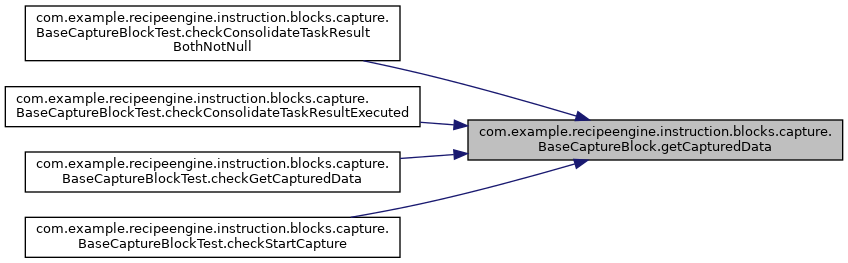 com.example.recipeengine.instruction.blocks.capture.
BaseCaptureBlockTest.checkConsolidateTaskResult
BothNotNull
com.example.recipeengine.instruction.blocks.capture.
BaseCaptureBlockTest.checkConsolidateTaskResultExecuted
com.example.recipeengine.instruction.blocks.capture.
BaseCaptureBlock.getCapturedData
com.example.recipeengine.instruction.blocks.capture.
BaseCaptureBlockTest.checkGetCapturedData
com.example.recipeengine.instruction.blocks.capture.
BaseCaptureBlockTest.checkStartCapture